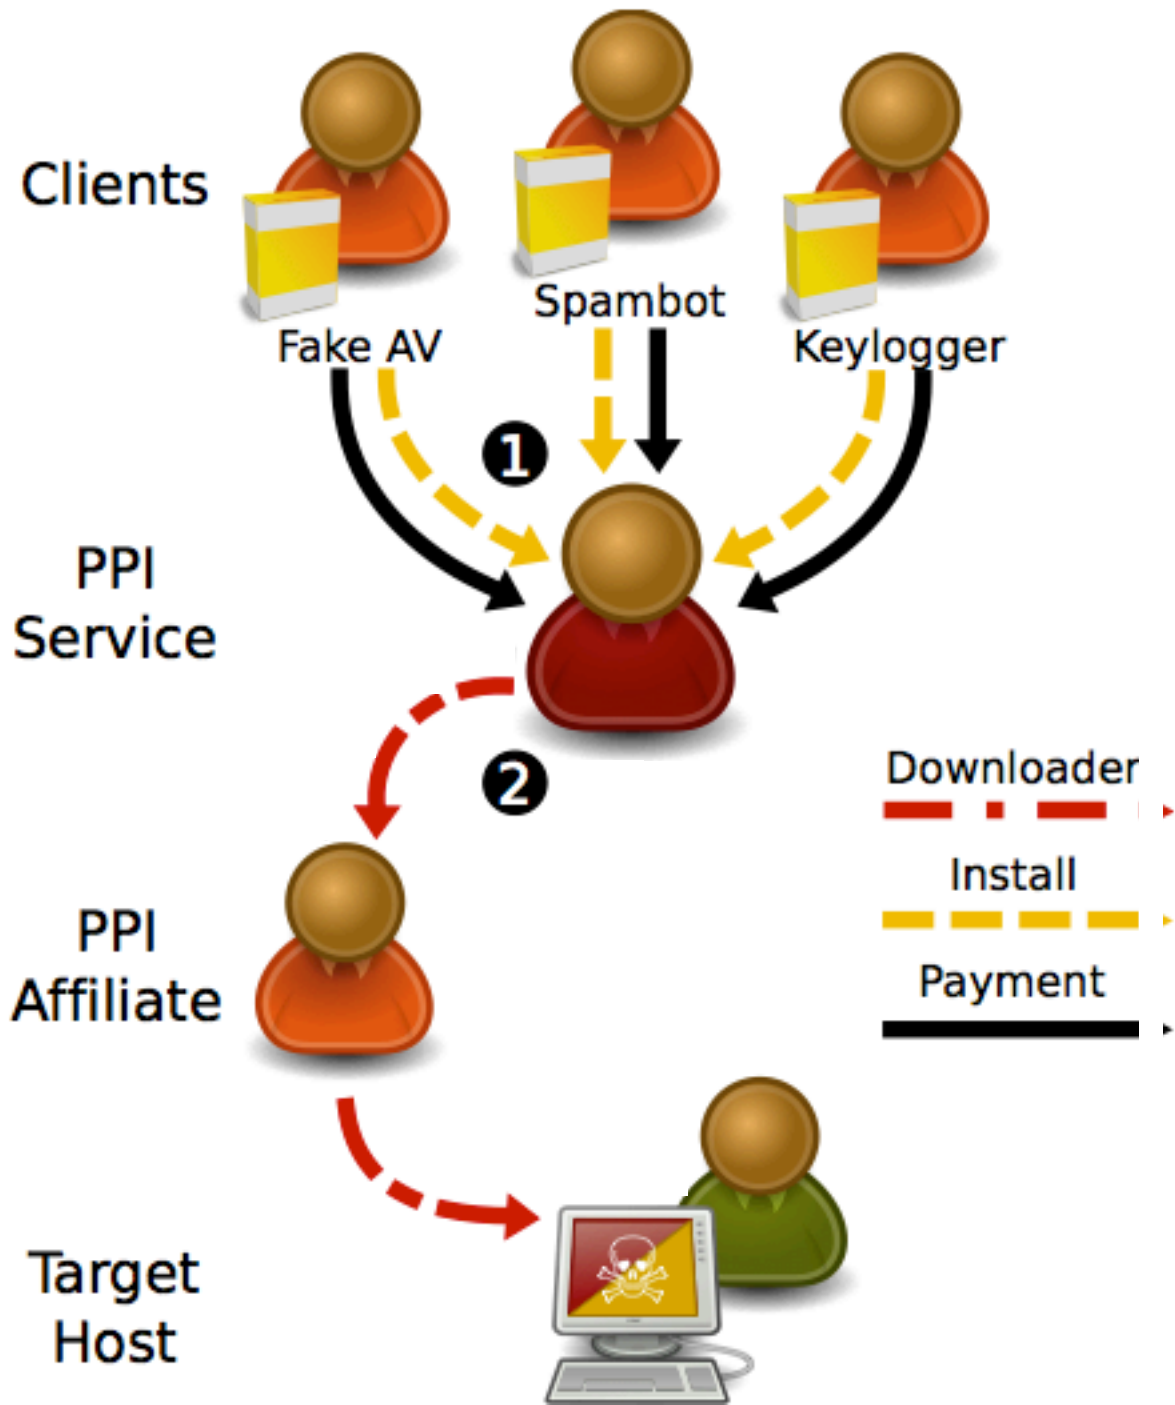 Clients
Spambot
Fake AV
Keylogger
1
PPI
Service
2
Downloader
Install
PPI
Affiliate
Payment
Target
Host